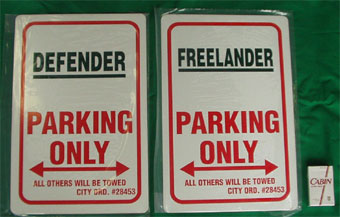 DEFENDER
PARKING
ONLY
ALL OTHERS WILL BE TOWED
CITY ORD. #28453
FREELANDER
PARKING
ONLY
ALL OTHERS WILL BE TOWED
CITY ORD. #28453
CABIN